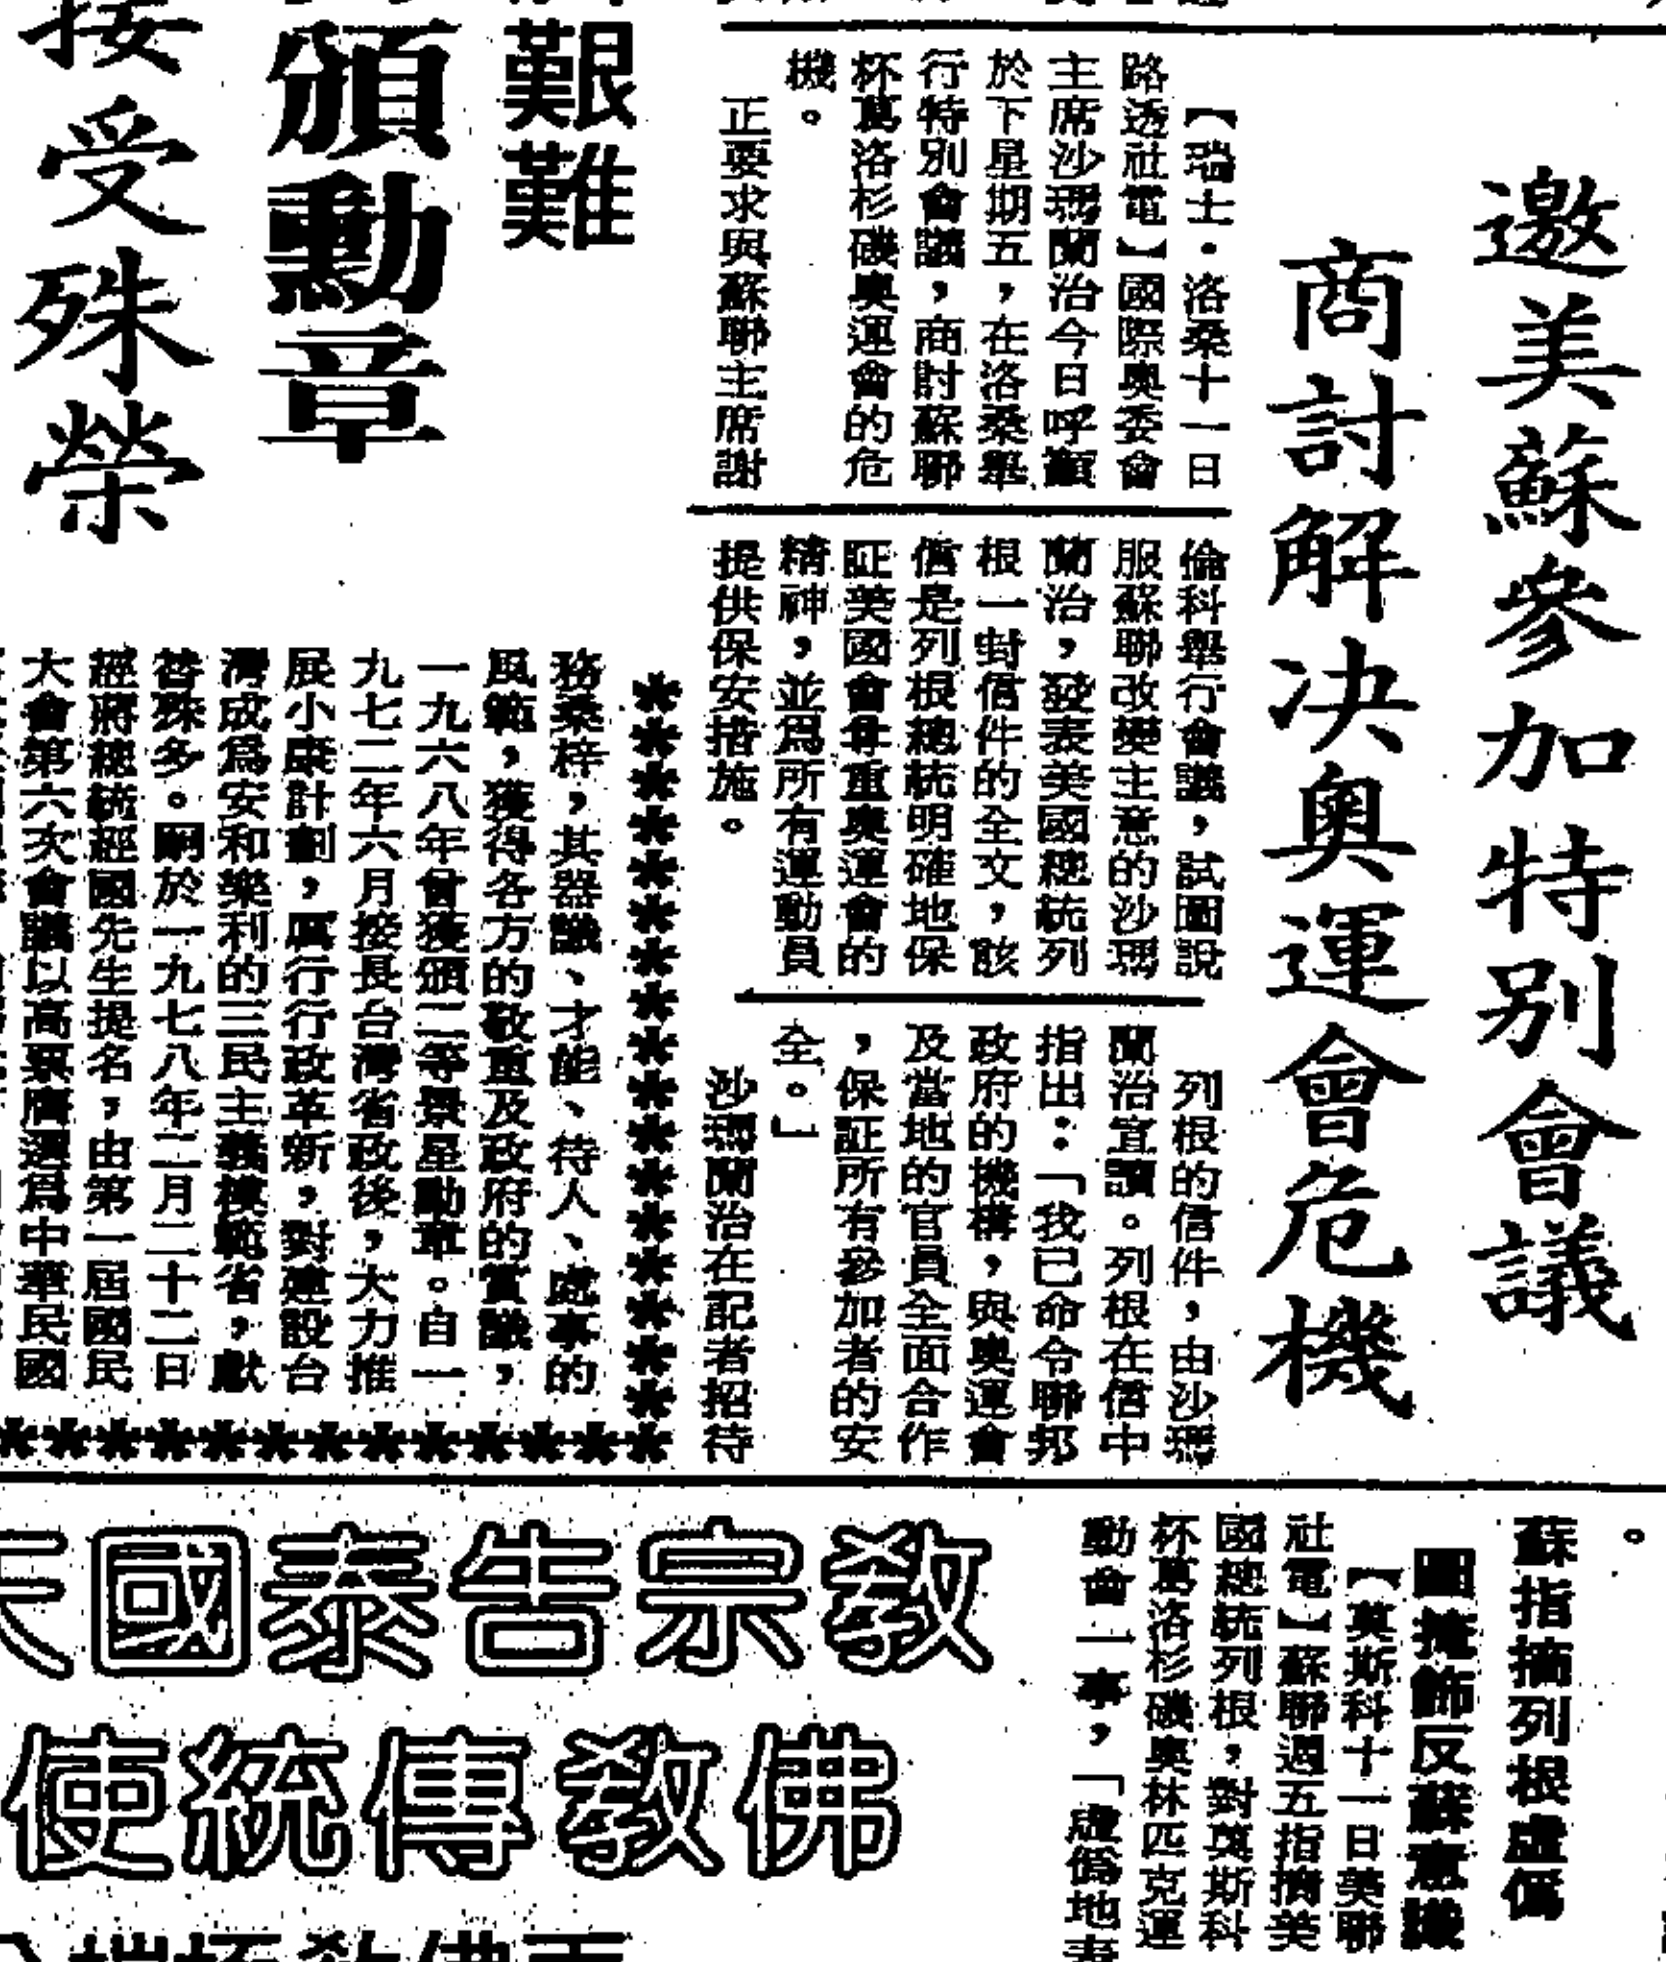 邀美蘇參加特別會議
商討解决奧運會危機
【瑞士·洛桑十一日
路透社電】國際奧委會
主席沙瑪蘭治今日呼籲
於下星期五，在洛桑舉
行特別會議，商討蘇聯
杯葛洛杉磯奧運會的危
機。
正要求與蘇聯主席謝
倫科舉行會議，試圖說
服蘇聯改變主意的沙瑪
蘭治，發表美國總統列
根一封信件的全文，該
信是列根總統明確地保
証美國會尊重奧運會的
精神，並爲所有運動員
提供保安措施。
列根的信件，由沙瑪
蘭治宣讀。列根在信中
指出：「我已命令聯邦
政府的機構，與奧運會
及當地的官員全面合作
，保証所有參加者的安
全。」
沙瑪蘭治在記者招待
艱難
頒勳章
接受殊榮
務桑梓，其器識、才能、待人、處事的
風範，獲得各方的敬重及政府的賞識，
一九六八年曾獲頒二等景星勳章。自一
九七二年六月接長台灣省政後，大力推
展小康計劃，厲行行政革新，對建設台
灣成爲安和樂利的三民主義模範省，獻
替殊多。嗣於一九七八年二月二十二日
經蔣總統經國先生提名，由第一屆國民
大會第六次會議以高票膺選爲中華民國
。
蘇指摘列根虛僞
圖掩飾反蘇意識
【莫斯科十一日美聯
社電】蘇聯週五指摘美
國總統列根，對莫斯科
杯葛洛杉磯奧林匹克運
動會一事，「虛僞地表
教宗告泰國天
佛教傳統使